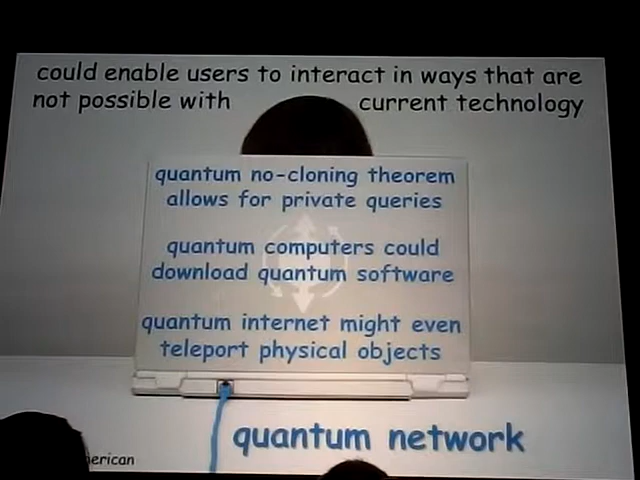 could enable users to interact in ways that are
not possible with current technology
quantum no-cloning theorem
allows for private queries
quantum computers could
download quantum software
quantum internet might even
teleport physical objects
quantum network